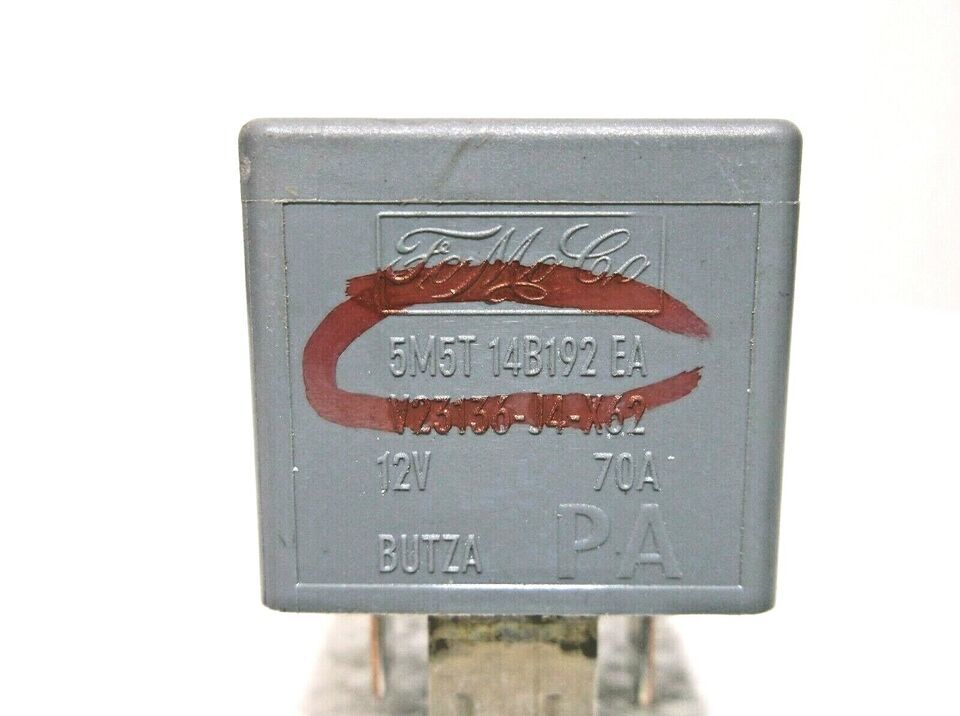 FoMoCo
5M5T 14B192 EA
V23136-J4-X62
12V 70A
BUTZA PA